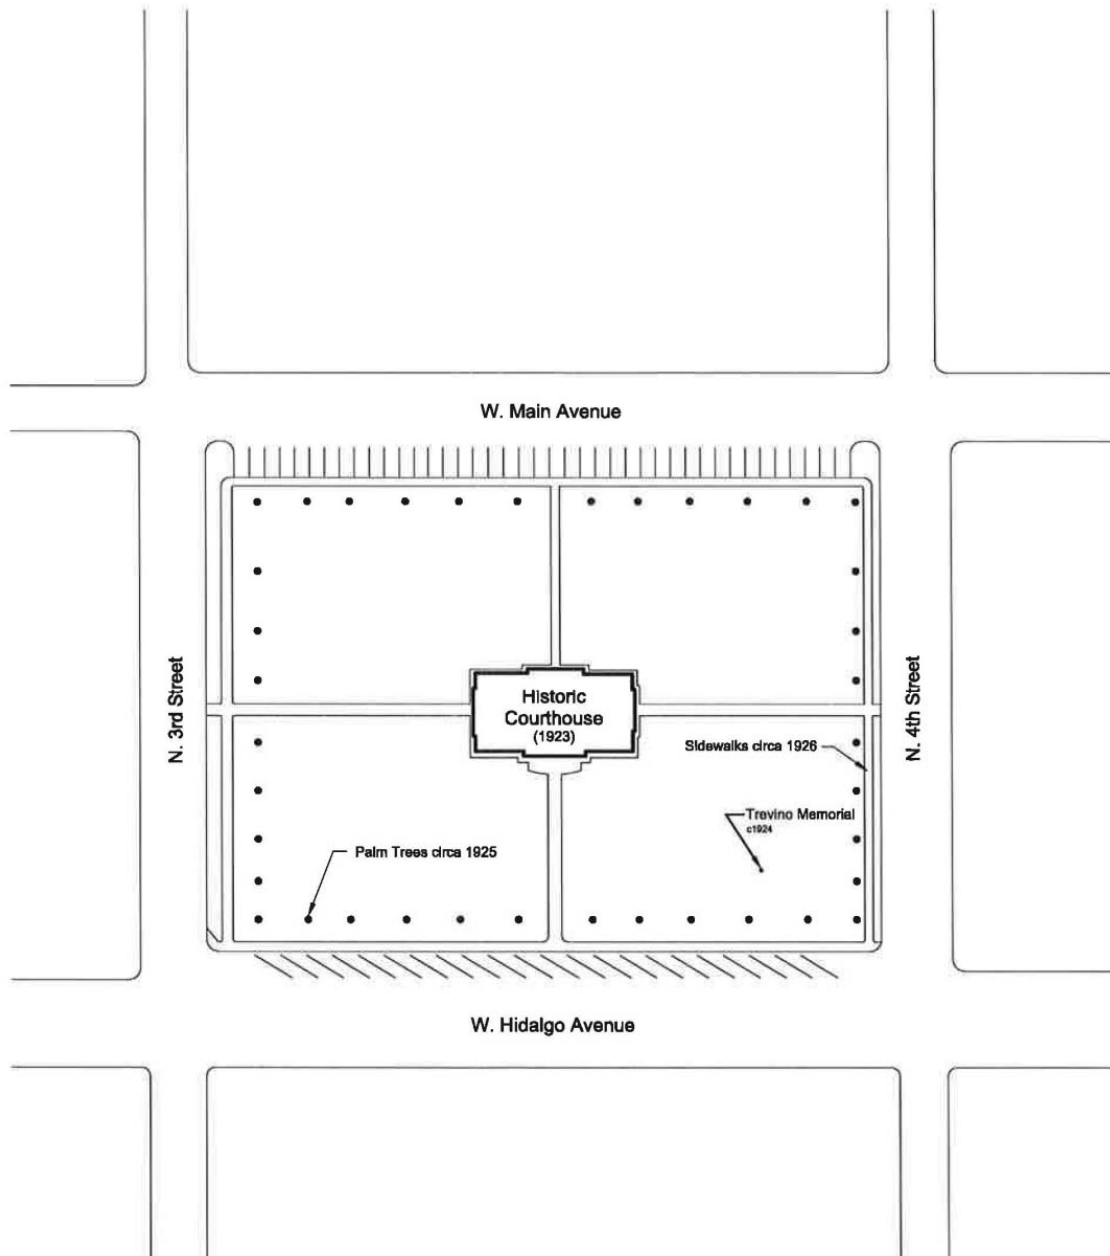 W. Main Avenue
N. 3rd Street
Historic
Courthouse
(1923)
N. 4th Street
Sidewalks circa 1926
Trevino Memorial
c1924
Palm Trees circa 1925
W. Hidalgo Avenue